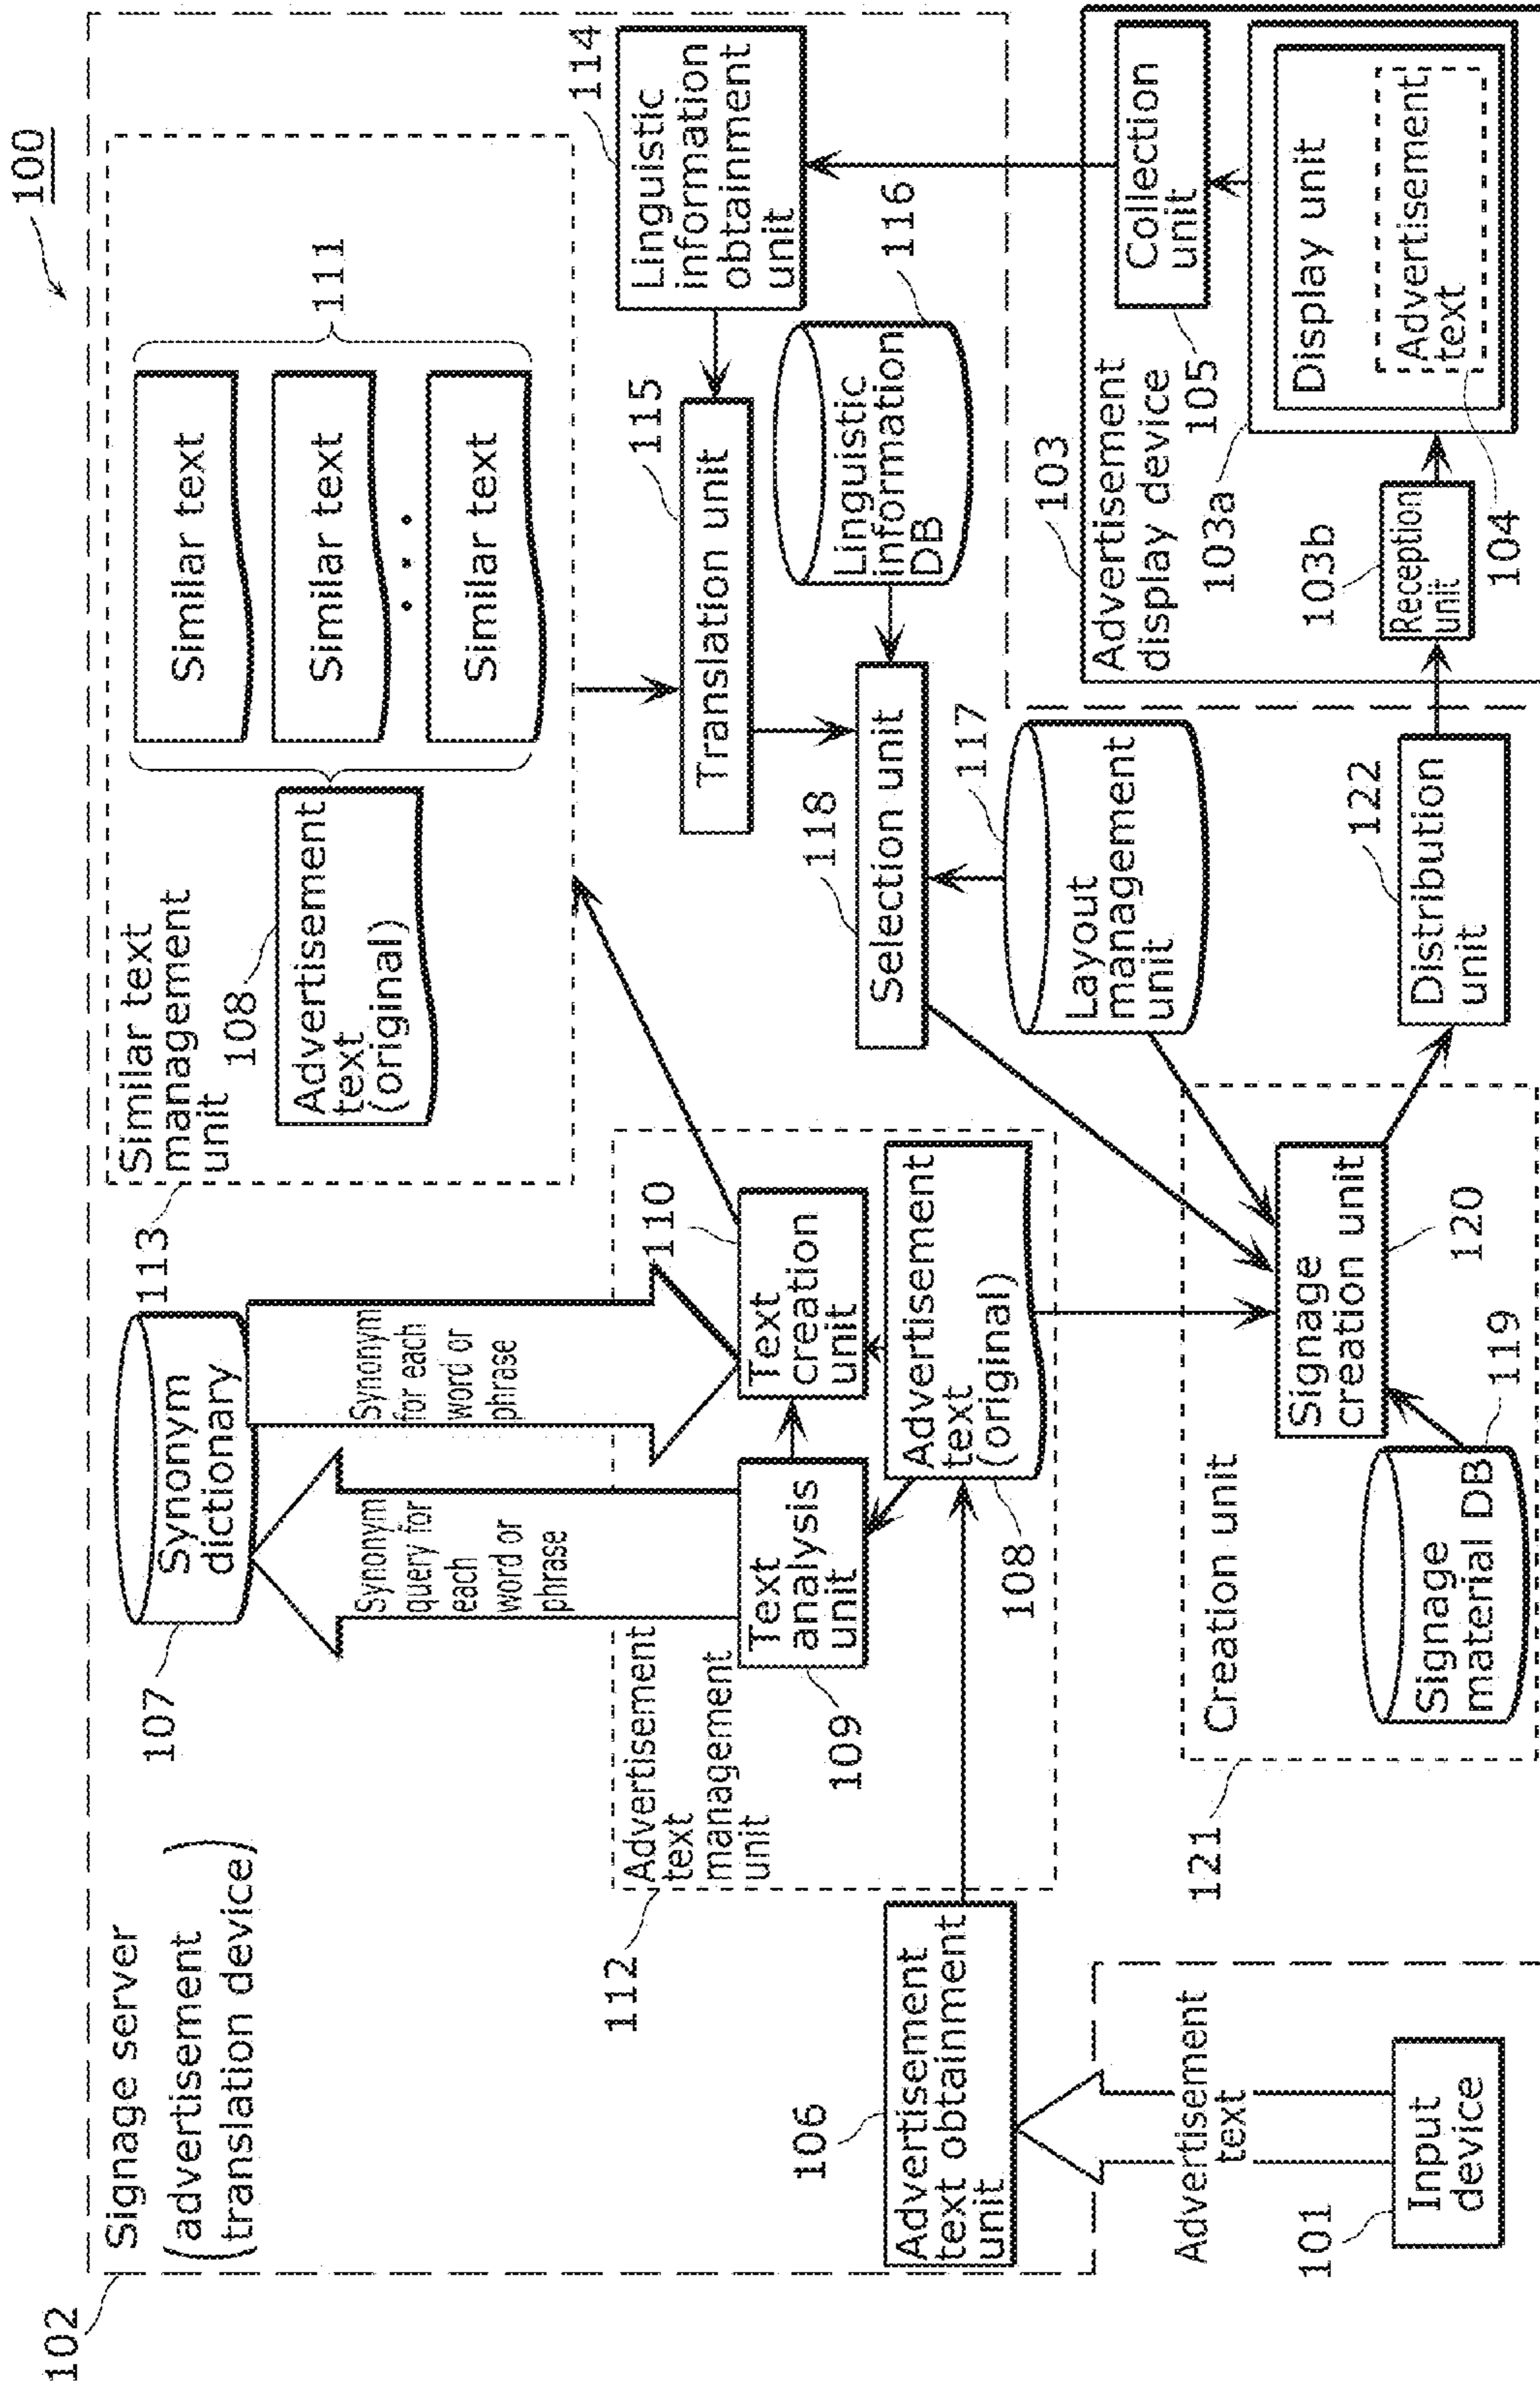 100
102
Signage server
(advertisement
translation device)
107
Synonym
dictionary
113
Similar text
management
unit
108
Advertisement
text
(original)
Similar text
Similar text
Similar text
111
Synonym
query for
each
word or
phrase
Synonym
for each
word or
phrase
112
Advertisement
text
management
unit
109
Text
analysis
unit
110
Text
creation
unit
Advertisement
text
(original)
108
115
Translation unit
114
Linguistic
information
obtainment
unit
116
Linguistic
information
DB
118
Selection unit
117
Layout
management
unit
106
Advertisement
text obtainment
unit
Advertisement
text
101
Input
device
121
Creation unit
Signage
creation unit
120
Signage
material DB
119
122
Distribution
unit
103
Advertisement
display device
103b
Reception
unit
103a
105
Collection
unit
Display unit
Advertisement
text
104